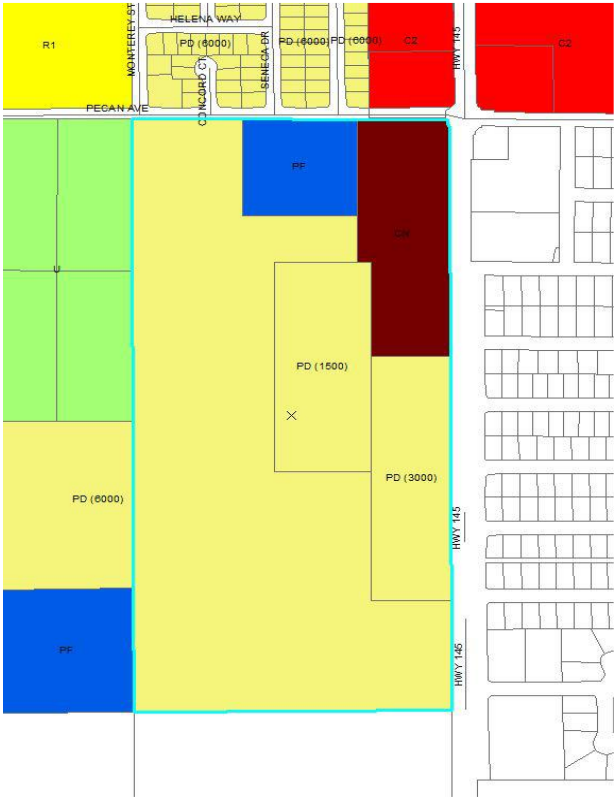 HELENA WAY
R1
MONTEREY ST
PD (6000)
SENECA DR
PD (6000)
PD (6000)
C2
HWY 145
C2
CONCORD CT
PECAN AVE
PF
CN
U
PD (1500)
PD (3000)
PD (6000)
HWY 145
PF
HWY 145